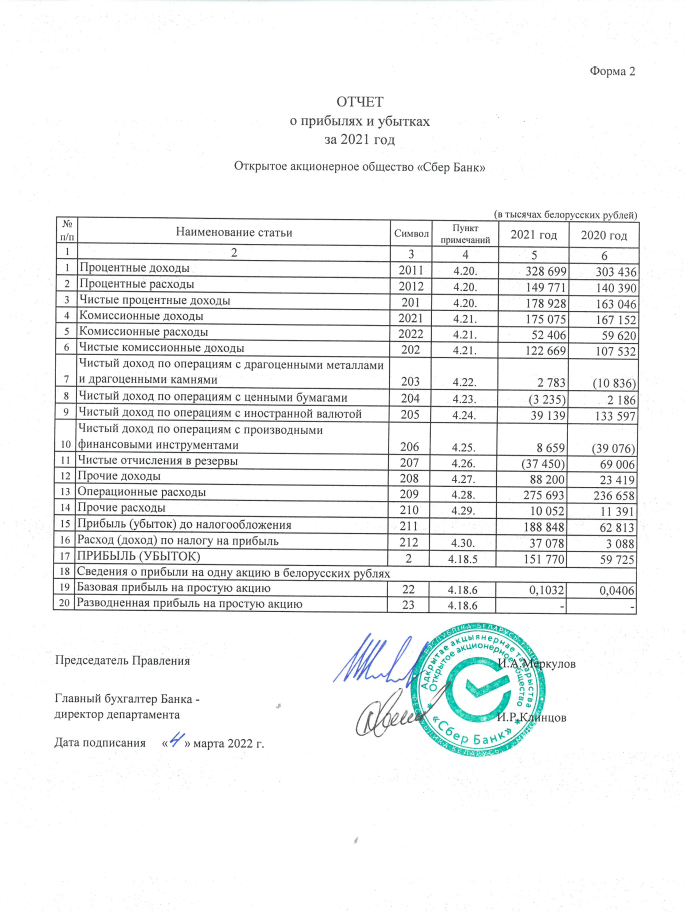 Форма 2
ОТЧЕТ
о прибылях и убытках
за 2021 год
Открытое акционерное общество «Сбер Банк»
(в тысячах белорусских рублей)
№ п/п Наименование статьи Символ Пункт примечаний 2021 год 2020 год
1 2 3 4 5 6
1 Процентные доходы 2011 4.20. 328 699 303 436
2 Процентные расходы 2012 4.20. 149 771 140 390
3 Чистые процентные доходы 201 4.20. 178 928 163 046
4 Комиссионные доходы 2021 4.21. 175 075 167 152
5 Комиссионные расходы 2022 4.21. 52 406 59 620
6 Чистые комиссионные доходы 202 4.21. 122 669 107 532
Чистый доход по операциям с драгоценными металлами
7 и драгоценными камнями 203 4.22. 2 783 (10 836)
8 Чистый доход по операциям с ценными бумагами 204 4.23. (3 235) 2 186
9 Чистый доход по операциям с иностранной валютой 205 4.24. 39 139 133 597
Чистый доход по операциям с производными
10 финансовыми инструментами 206 4.25. 8 659 (39 076)
11 Чистые отчисления в резервы 207 4.26. (37 450) 69 006
12 Прочие доходы 208 4.27. 88 200 23 419
13 Операционные расходы 209 4.28. 275 693 236 658
14 Прочие расходы 210 4.29. 10 052 11 391
15 Прибыль (убыток) до налогообложения 211 188 848 62 813
16 Расход (доход) по налогу на прибыль 212 4.30. 37 078 3 088
17 ПРИБЫЛЬ (УБЫТОК) 2 4.18.5 151 770 59 725
18 Сведения о прибыли на одну акцию в белорусских рублях
19 Базовая прибыль на простую акцию 22 4.18.6 0,1032 0,0406
20 Разводненная прибыль на простую акцию 23 4.18.6 - -
Председатель Правления И.А.Меркулов
Главный бухгалтер Банка -
директор департамента И.Р.Клинцов
Дата подписания «4» марта 2022 г.
Адкрытае акцыянернае таварыства
Открытое акционерное общество
«Сбер Банк»